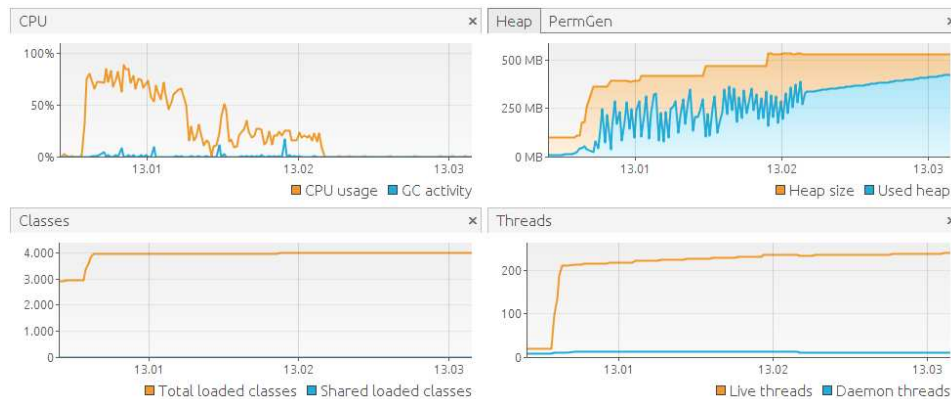 CPU ×
100%
50%
0%
13.01 13.02 13.03
CPU usage GC activity
Heap PermGen ×
500 MB
250 MB
0 MB
13.01 13.02 13.03
Heap size Used heap
Classes ×
4.000
3.000
2.000
1.000
0
13.01 13.02 13.03
Total loaded classes Shared loaded classes
Threads ×
200
100
0
13.01 13.02 13.03
Live threads Daemon threads